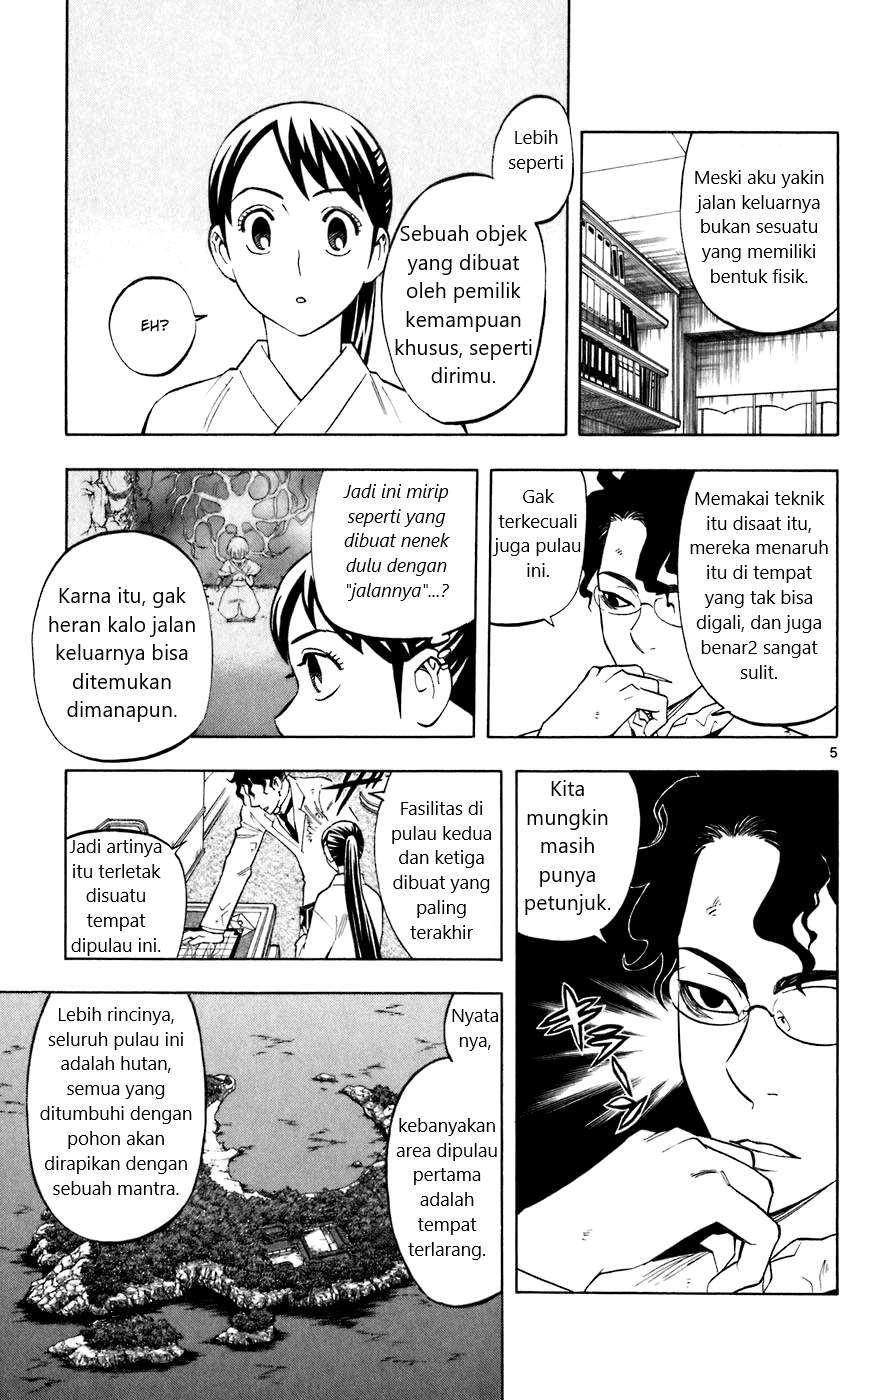 Meski aku yakin
jalan keluarnya
bukan sesuatu
yang memiliki
bentuk fisik.
Lebih
seperti
Sebuah objek
yang dibuat
oleh pemilik
kemampuan
khusus, seperti
dirimu.
EH?
Memakai teknik
itu disaat itu,
mereka menaruh
itu di tempat
yang tak bisa
digali, dan juga
benar2 sangat
sulit.
Gak
terkecuali
juga pulau
ini.
Jadi ini mirip
seperti yang
dibuat nenek
dulu dengan
"jalannya"...?
Karna itu, gak
heran kalo jalan
keluarnya bisa
ditemukan
dimanapun.
5
Kita
mungkin
masih
punya
petunjuk.
Fasilitas di
pulau kedua
dan ketiga
dibuat yang
paling
terakhir
Jadi artinya
itu terletak
disuatu
tempat
dipulau ini.
Nyata
nya,
kebanyakan
area dipulau
pertama
adalah
tempat
terlarang.
Lebih rincinya,
seluruh pulau ini
adalah hutan,
semua yang
ditumbuhi dengan
pohon akan
dirapikan dengan
sebuah mantra.